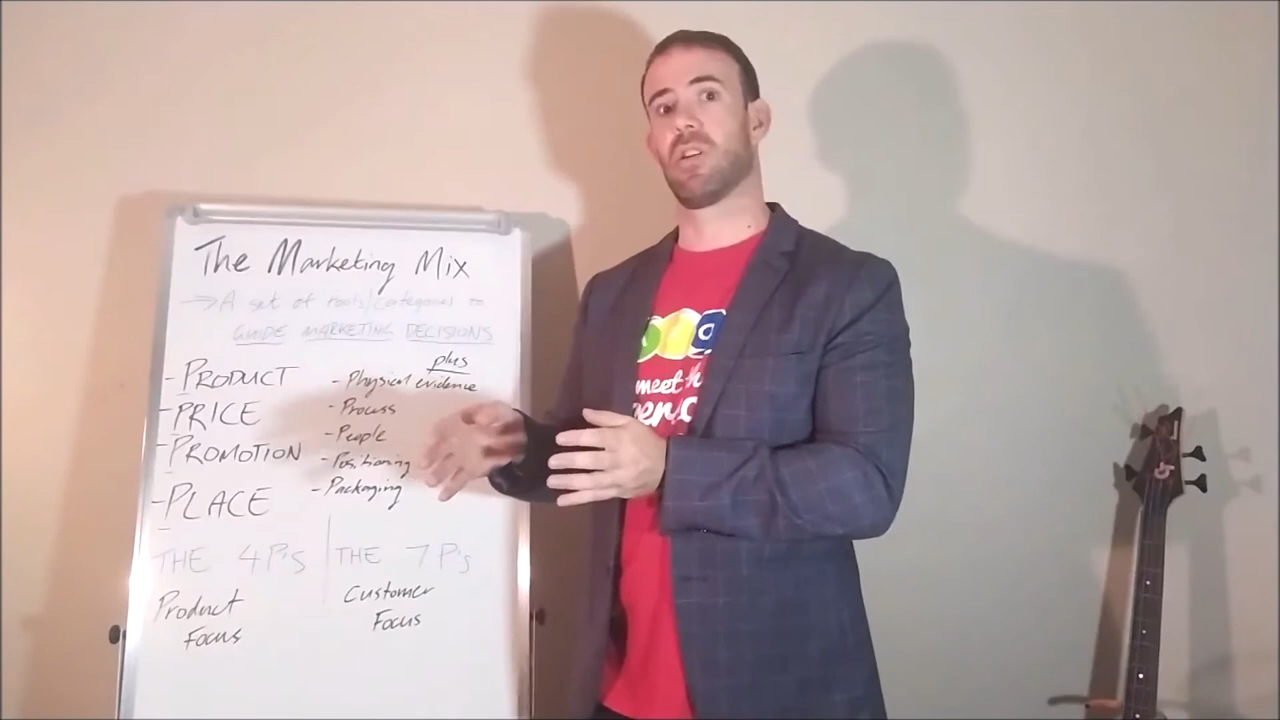 The Marketing Mix
→ A set of tools/categories to
GUIDE MARKETING DECISIONS
plus
- PRODUCT
- PRICE
- PROMOTION
- PLACE
- Physical evidence
- Process
- People
- Positioning
- Packaging
THE 4P's
Product
Focus
THE 7P's
Customer
Focus
meet